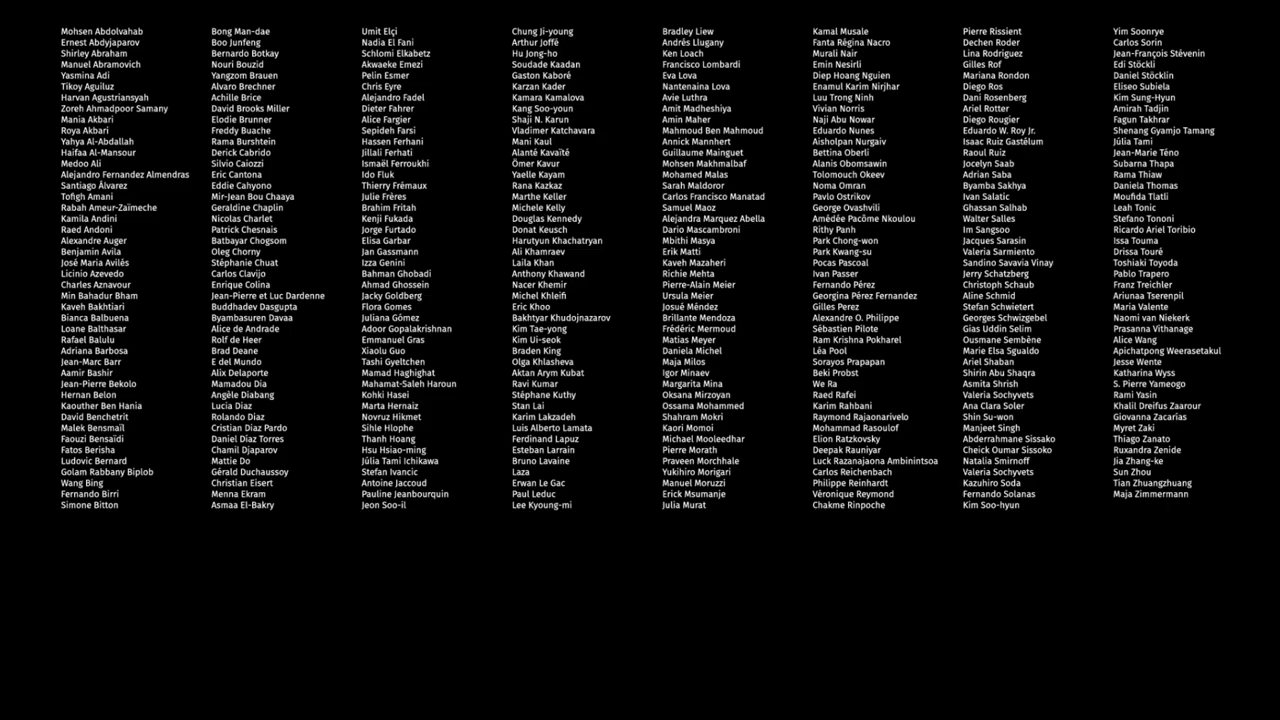 Mohsen Abdolvahab
Ernest Abdyjaparov
Shirley Abraham
Manuel Abramovich
Yasmina Adi
Tikoy Aguiluz
Harvan Agustriansyah
Zoreh Ahmadpoor Samany
Mania Akbari
Roya Akbari
Yahya Al-Abdallah
Haifaa Al-Mansour
Medoo Ali
Alejandro Fernandez Almendras
Santiago Álvarez
Tofigh Amani
Rabah Ameur-Zaïmeche
Kamila Andini
Raed Andoni
Alexandre Auger
Benjamin Avila
José María Avilés
Licinio Azevedo
Charles Aznavour
Min Bahadur Bham
Kaveh Bakhtiari
Bianca Balbuena
Loane Balthasar
Rafael Balulu
Adriana Barbosa
Jean-Marc Barr
Aamir Bashir
Jean-Pierre Bekolo
Hernan Belon
Kaouther Ben Hania
David Benchetrit
Malek Bensmaïl
Faouzi Bensaïdi
Fatos Berisha
Ludovic Bernard
Golam Rabbany Biplob
Wang Bing
Fernando Birri
Simone Bitton
Bong Man-dae
Boo Junfeng
Bernardo Botkay
Nouri Bouzid
Yangzom Brauen
Alvaro Brechner
Achille Brice
David Brooks Miller
Elodie Brunner
Freddy Buache
Rama Burshtein
Derick Cabrido
Silvio Caiozzi
Eric Cantona
Eddie Cahyono
Mir-Jean Bou Chaaya
Geraldine Chaplin
Nicolas Charlet
Patrick Chesnais
Batbayar Chogsom
Oleg Chorny
Stéphanie Chuat
Carlos Clavijo
Enrique Colina
Jean-Pierre et Luc Dardenne
Buddhadev Dasgupta
Byambasuren Davaa
Alice de Andrade
Rolf de Heer
Brad Deane
E del Mundo
Alix Delaporte
Mamadou Dia
Angèle Diabang
Lucia Diaz
Rolando Diaz
Cristian Díaz Pardo
Daniel Díaz Torres
Chamil Djaparov
Mattie Do
Gérald Duchaussoy
Christian Eisert
Menna Ekram
Asmaa El-Bakry
Umit Elçi
Nadia El Fani
Schlomi Elkabetz
Akwaeke Emezi
Pelin Esmer
Chris Eyre
Alejandro Fadel
Dieter Fahrer
Alice Fargier
Sepideh Farsi
Hassen Ferhani
Jillali Ferhati
Ismaël Ferroukhi
Ido Fluk
Thierry Frémaux
Julie Frères
Brahim Fritah
Kenji Fukada
Jorge Furtado
Elisa Garbar
Jan Gassmann
Izza Genini
Bahman Ghobadi
Ahmad Ghossein
Jacky Goldberg
Flora Gomes
Juliana Gómez
Adoor Gopalakrishnan
Emmanuel Gras
Xiaolu Guo
Tashi Gyeltchen
Mamad Haghighat
Mahamat-Saleh Haroun
Kohki Hasei
Marta Hernaiz
Novruz Hikmet
Sihle Hlophe
Thanh Hoang
Hsu Hsiao-ming
Júlia Tami Ichikawa
Stefan Ivancic
Antoine Jaccoud
Pauline Jeanbourquin
Jeon Soo-il
Chung Ji-young
Arthur Joffé
Hu Jong-ho
Soudade Kaadan
Gaston Kaboré
Karzan Kader
Kamara Kamalova
Kang Soo-youn
Shaji N. Karun
Vladimer Katchavara
Mani Kaul
Alanté Kavaïté
Ömer Kavur
Yaelle Kayam
Rana Kazkaz
Marthe Keller
Michele Kelly
Douglas Kennedy
Donat Keusch
Harutyun Khachatryan
Ali Khamraev
Laila Khan
Anthony Khawand
Nacer Khemir
Michel Khleifi
Eric Khoo
Bakhtyar Khudojnazarov
Kim Tae-yong
Kim Ui-seok
Braden King
Olga Khlasheva
Aktan Arym Kubat
Ravi Kumar
Stéphane Kuthy
Stan Lai
Karim Lakzadeh
Luis Alberto Lamata
Ferdinand Lapuz
Esteban Larrain
Bruno Lavaine
Laza
Erwan Le Gac
Paul Leduc
Lee Kyoung-mi
Bradley Liew
Andrés Llugany
Ken Loach
Francisco Lombardi
Eva Lova
Nantenaina Lova
Avie Luthra
Amit Madheshiya
Amin Maher
Mahmoud Ben Mahmoud
Annick Mannhert
Guillaume Mainguet
Mohsen Makhmalbaf
Mohamed Malas
Sarah Maldoror
Carlos Francisco Manatad
Samuel Maoz
Alejandra Marquez Abella
Dario Mascambroni
Mbithi Masya
Erik Matti
Kaveh Mazaheri
Richie Mehta
Pierre-Alain Meier
Ursula Meier
Josué Méndez
Brillante Mendoza
Frédéric Mermoud
Matias Meyer
Daniela Michel
Maja Milos
Igor Minaev
Margarita Mina
Oksana Mirzoyan
Ossama Mohammed
Shahram Mokri
Kaori Momoi
Michael Mooleedhar
Pierre Morath
Praveen Morchhale
Yukihiro Morigari
Manuel Moruzzi
Erick Msumanje
Julia Murat
Kamal Musale
Fanta Régina Nacro
Murali Nair
Emin Nesirli
Diep Hoang Nguien
Enamul Karim Nirjhar
Luu Trong Ninh
Vivian Norris
Naji Abu Nowar
Eduardo Nunes
Aisholpan Nurgaiv
Bettina Oberli
Alanis Obomsawin
Tolomouch Okeev
Noma Omran
Pavlo Ostrikov
George Ovashvili
Amédée Pacôme Nkoulou
Rithy Panh
Park Chong-won
Park Kwang-su
Pocas Pascoal
Ivan Passer
Fernando Pérez
Georgina Pérez Fernandez
Gilles Perez
Alexandre O. Philippe
Sébastien Pilote
Ram Krishna Pokharel
Léa Pool
Sorayos Prapapan
Beki Probst
We Ra
Raed Rafei
Karim Rahbani
Raymond Rajaonarivelo
Mohammad Rasoulof
Elion Ratzkovsky
Deepak Rauniyar
Luck Razanajaona Ambinintsoa
Carlos Reichenbach
Philippe Reinhardt
Véronique Reymond
Chakme Rinpoche
Pierre Rissient
Dechen Roder
Lina Rodriguez
Gilles Rof
Mariana Rondon
Diego Ros
Dani Rosenberg
Ariel Rotter
Diego Rougier
Eduardo W. Roy Jr.
Isaac Ruiz Gastélum
Raoul Ruiz
Jocelyn Saab
Adrian Saba
Byamba Sakhya
Ivan Salatic
Ghassan Salhab
Walter Salles
Im Sangsoo
Jacques Sarasin
Valeria Sarmiento
Sandino Savavia Vinay
Jerry Schatzberg
Christoph Schaub
Aline Schmid
Stefan Schwietert
Georges Schwizgebel
Gias Uddin Selim
Ousmane Sembène
Marie Elsa Sgualdo
Ariel Shaban
Shirin Abu Shaqra
Asmita Shrish
Valeria Sochyvets
Ana Clara Soler
Shin Su-won
Manjeet Singh
Abderrahmane Sissako
Cheick Oumar Sissoko
Natalia Smirnoff
Valeria Sochyvets
Kazuhiro Soda
Fernando Solanas
Kim Soo-hyun
Yim Soonrye
Carlos Sorin
Jean-François Stévenin
Edi Stöckli
Daniel Stöcklin
Eliseo Subiela
Kim Sung-Hyun
Amirah Tadjin
Fagun Takhrar
Shenang Gyamjo Tamang
Júlia Tami
Jean-Marie Téno
Subarna Thapa
Rama Thiaw
Daniela Thomas
Moufida Tlatli
Leah Tonic
Stefano Tononi
Ricardo Ariel Toribio
Issa Touma
Drissa Touré
Toshiaki Toyoda
Pablo Trapero
Franz Treichler
Ariunaa Tserenpil
Maria Valente
Naomi van Niekerk
Prasanna Vithanage
Alice Wang
Apichatpong Weerasetakul
Jesse Wente
Katharina Wyss
S. Pierre Yameogo
Rami Yasin
Khalil Dreifus Zaarour
Giovanna Zacarías
Myret Zaki
Thiago Zanato
Ruxandra Zenide
Jia Zhang-ke
Sun Zhou
Tian Zhuangzhuang
Maja Zimmermann